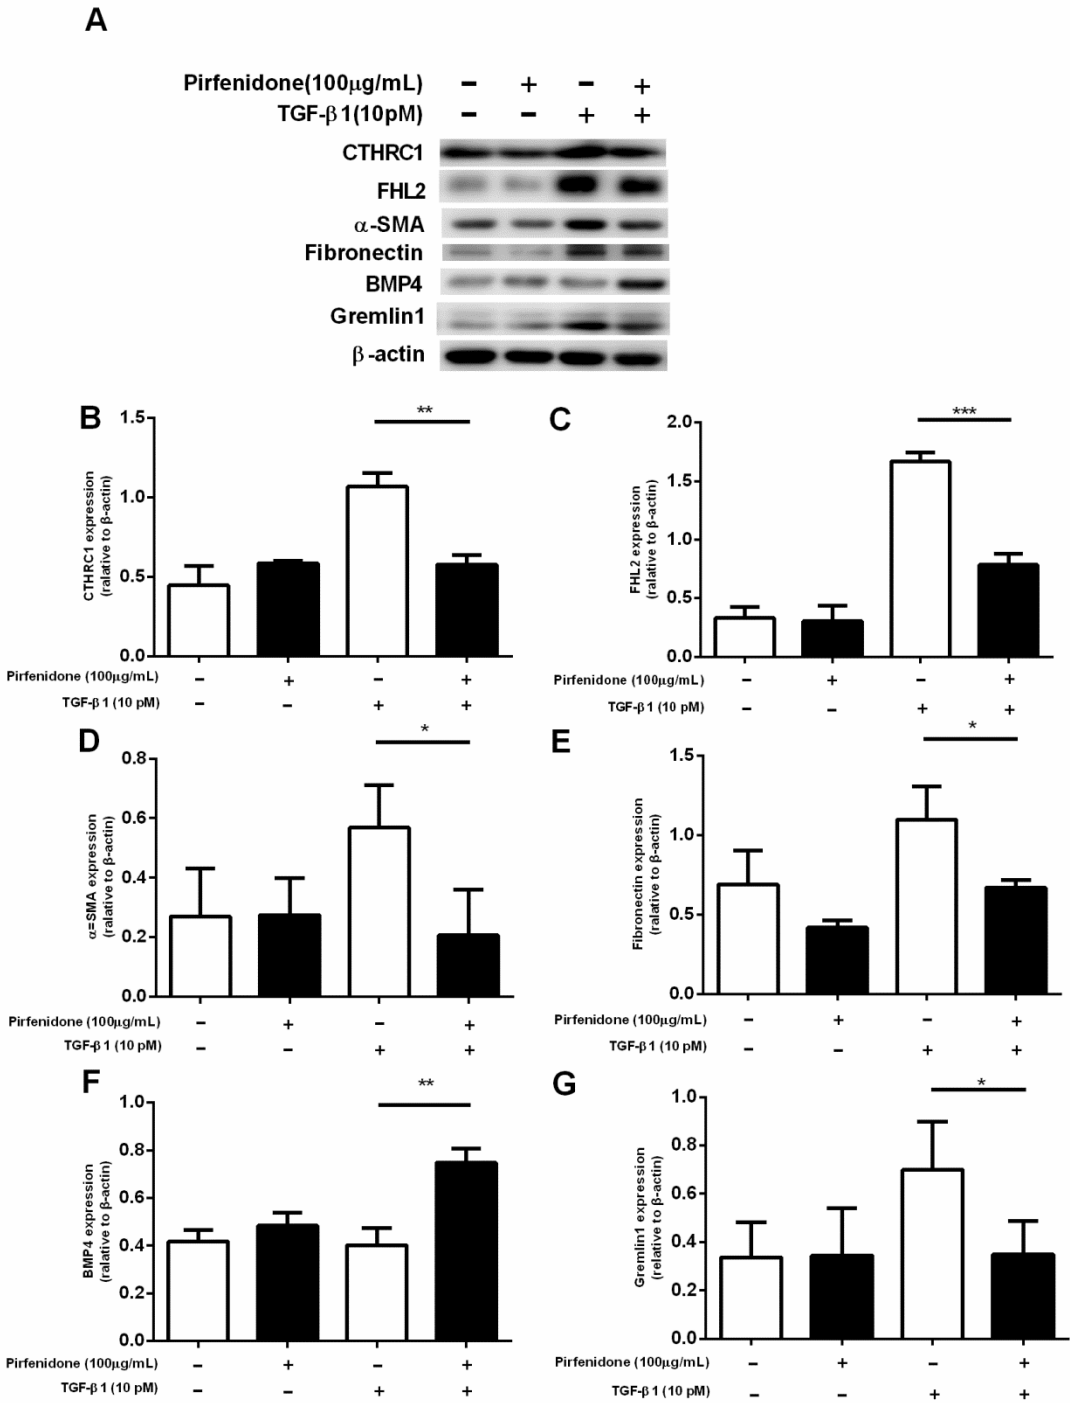 A
Pirfenidone(100μg/mL) – + – +
TGF-β1(10pM) – – + +
CTHRC1
FHL2
α-SMA
Fibronectin
BMP4
Gremlin1
β-actin
B
**
CTHRC1 expression
(ralative to β-actin)
1.5
1.0
0.5
0.0
Pirfenidone (100μg/mL) – + – +
TGF-β1 (10 pM) – – + +
C
***
FHL2 expression
(ralative to β-actin)
2.0
1.5
1.0
0.5
0.0
Pirfenidone (100μg/mL) – + – +
TGF-β1 (10 pM) – – + +
D
*
α=SMA expression
(ralative to β-actin)
0.8
0.6
0.4
0.2
0.0
Pirfenidone (100μg/mL) – + – +
TGF-β1 (10 pM) – – + +
E
*
Fibronectin expression
(ralative to β-actin)
1.5
1.0
0.5
0.0
Pirfenidone (100μg/mL) – + – +
TGF-β1 (10 pM) – – + +
F
**
BMP4 expression
(ralative to β-actin)
1.0
0.8
0.6
0.4
0.2
0.0
Pirfenidone (100μg/mL) – + – +
TGF-β1 (10 pM) – – + +
G
*
Gremlin1 expression
(relative to β-actin)
1.0
0.8
0.6
0.4
0.2
0.0
Pirfenidone (100μg/mL) – + – +
TGF-β1 (10 pM) – – + +